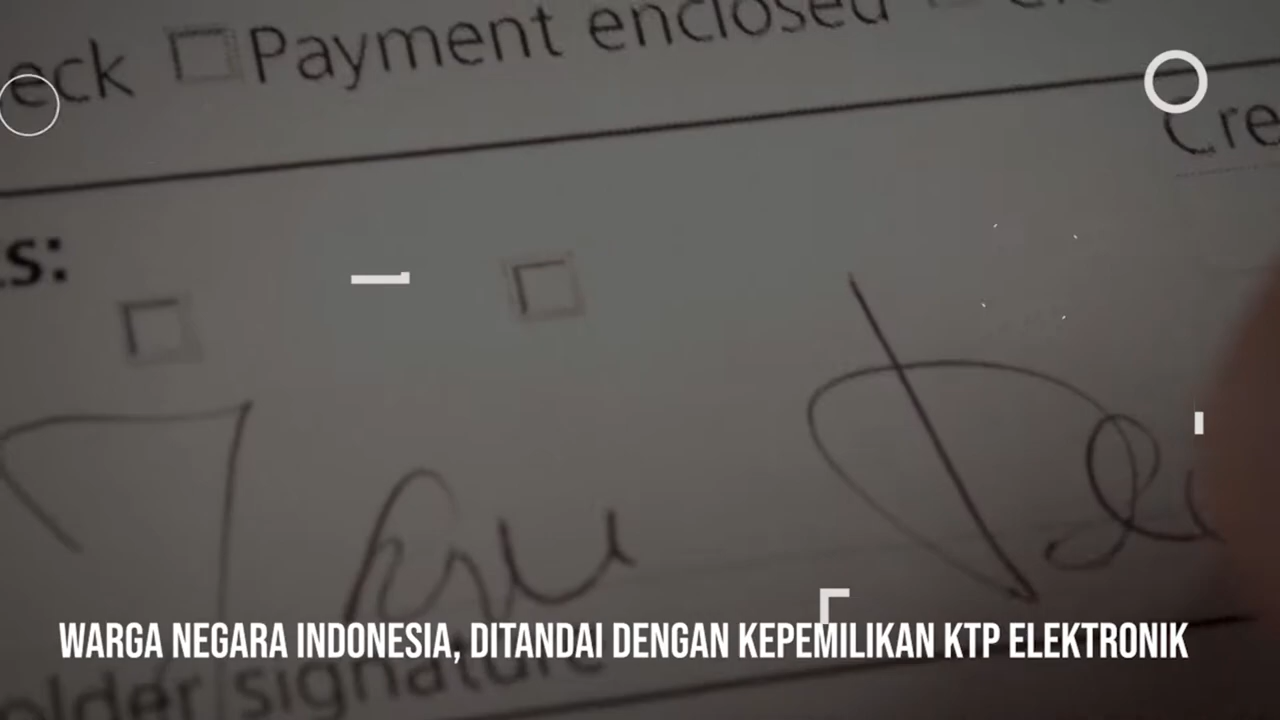 eck Payment enclosed
Cre
s:
WARGA NEGARA INDONESIA, DITANDAI DENGAN KEPEMILIKAN KTP ELEKTRONIK
older signature